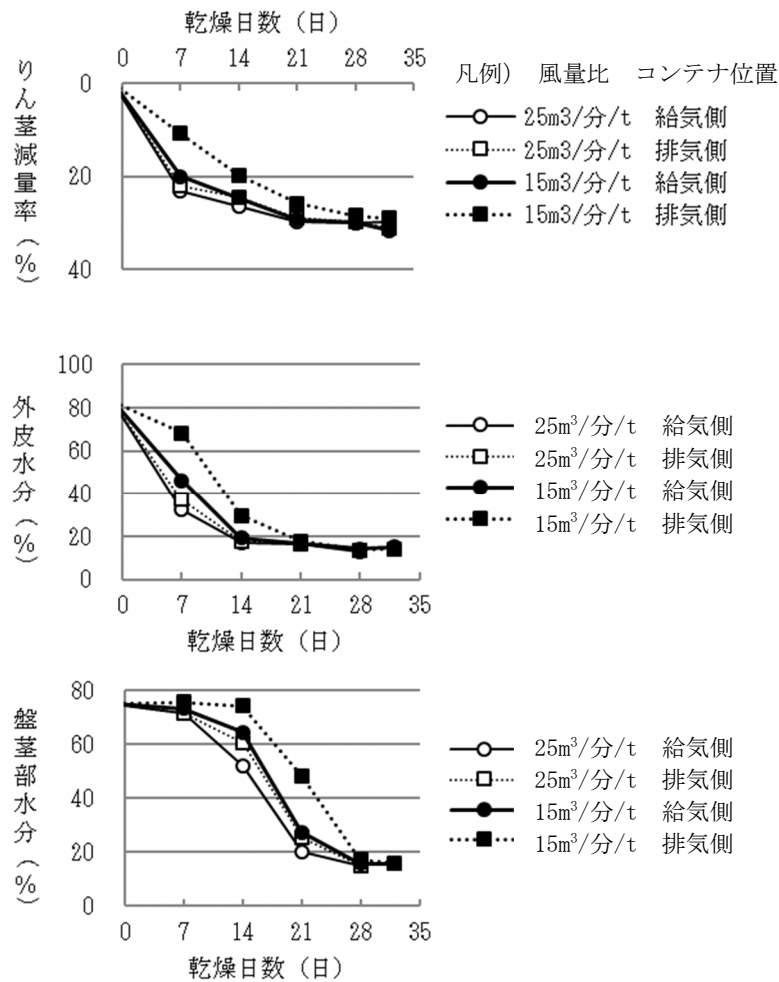 乾燥日数（日）
0 7 14 21 28 35
りん茎減量率（%）
0
20
40
凡例） 風量比 コンテナ位置
25m3/分/t 給気側
25m3/分/t 排気側
15m3/分/t 給気側
15m3/分/t 排気側
外皮水分（%）
100
80
60
40
20
0
0 7 14 21 28 35
乾燥日数（日）
25m³/分/t 給気側
25m³/分/t 排気側
15m³/分/t 給気側
15m³/分/t 排気側
盤茎部水分（%）
80
60
40
20
0
0 7 14 21 28 35
乾燥日数（日）
25m³/分/t 給気側
25m³/分/t 排気側
15m³/分/t 給気側
15m³/分/t 排気側